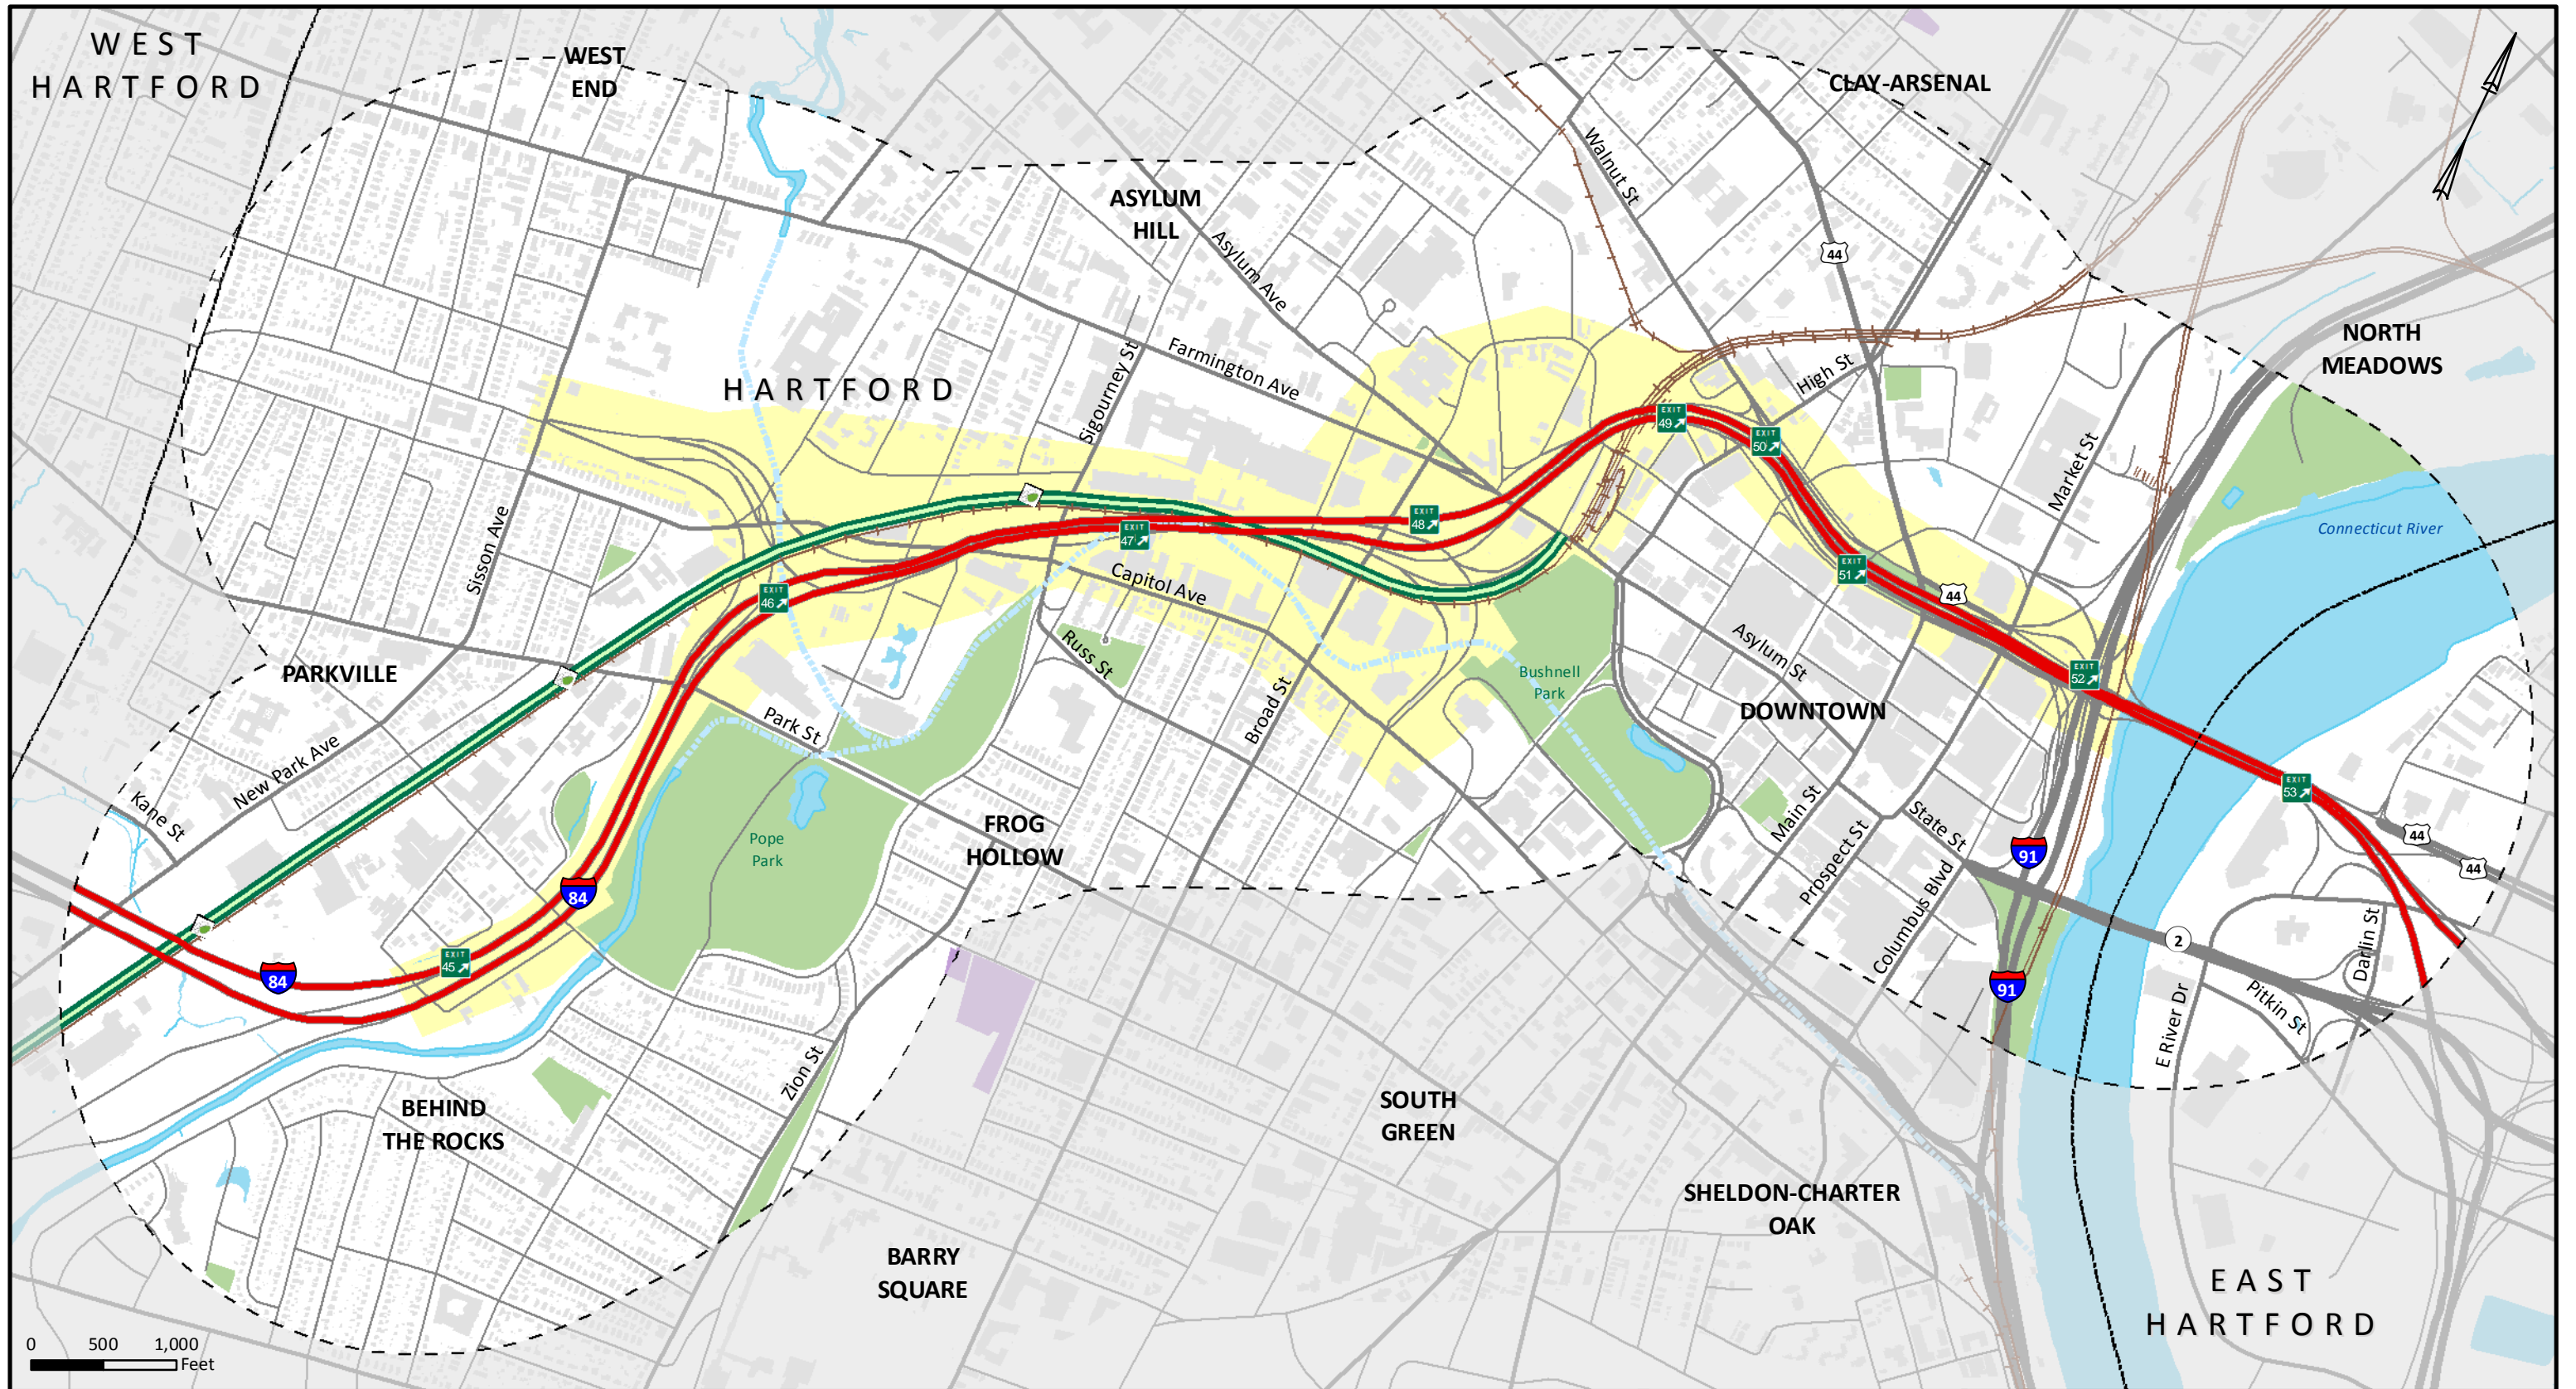 WEST
HARTFORD
WEST
END
CLAY-ARSENAL
ASYLUM
HILL
Walnut St
44
Asylum Ave
NORTH
MEADOWS
HARTFORD
Sigourney St
Farmington Ave
High St
EXIT
49
EXIT
50
Market St
Connecticut River
Sisson Ave
EXIT
48
EXIT
47
EXIT
46
Capitol Ave
EXIT
51
44
PARKVILLE
Russ St
Broad St
Bushnell
Park
Asylum St
DOWNTOWN
EXIT
52
Park St
New Park Ave
Kane St
Pope
Park
FROG
HOLLOW
Main St
Prospect St
State St
Columbus Blvd
EXIT
53
91
44
44
84
84
EXIT
45
91
2
Darlin St
Pitkin St
E River Dr
Zion St
BEHIND
THE ROCKS
SOUTH
GREEN
SHELDON-CHARTER
OAK
BARRY
SQUARE
EAST
HARTFORD
0 500 1,000
Feet